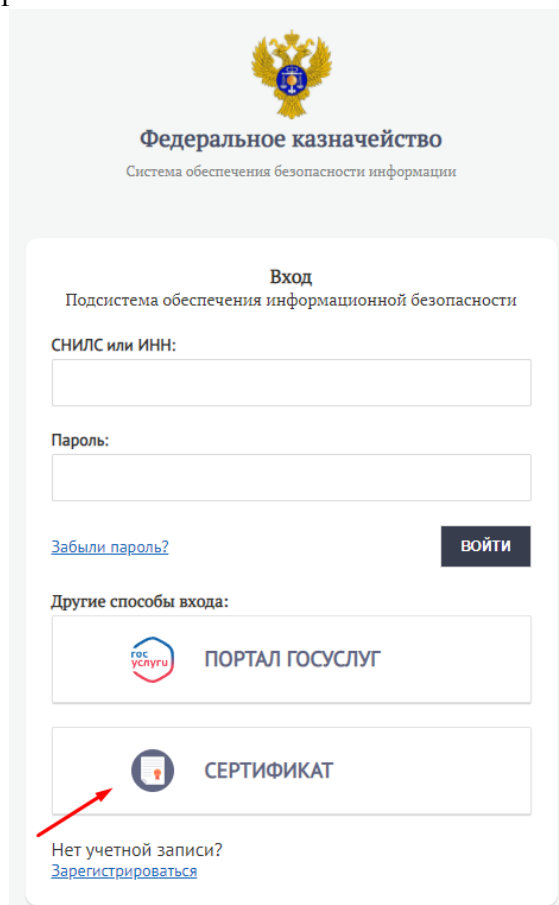 Федеральное казначейство
Система обеспечения безопасности информации
Вход
Подсистема обеспечения информационной безопасности
СНИЛС или ИНН:
Пароль:
Забыли пароль?
ВОЙТИ
Другие способы входа:
гос
услуги
ПОРТАЛ ГОСУСЛУГ
СЕРТИФИКАТ
Нет учетной записи?
Зарегистрироваться